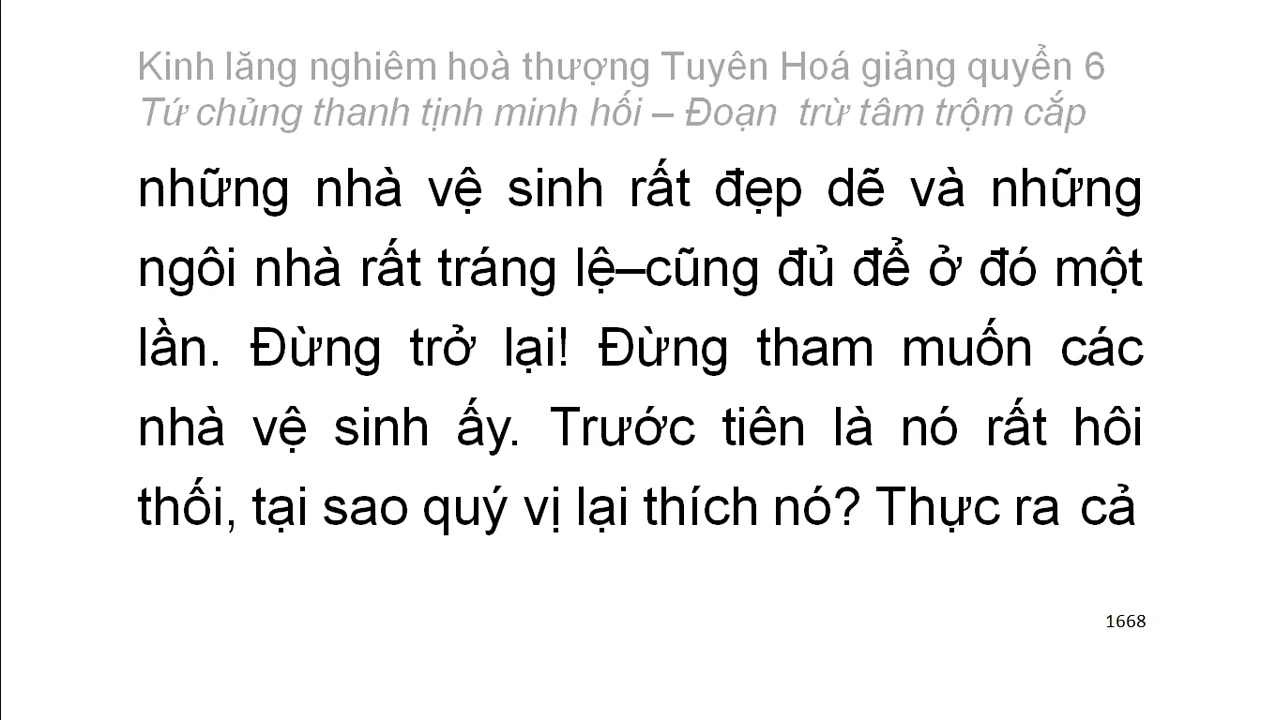 Kinh lăng nghiêm hoà thượng Tuyên Hoá giảng quyển 6
Tứ chủng thanh tịnh minh hối – Đoạn  trừ tâm trộm cắp
những nhà vệ sinh rất đẹp dẽ và những
ngôi nhà rất tráng lệ–cũng đủ để ở đó một
lần. Đừng trở lại! Đừng tham muốn các
nhà vệ sinh ấy. Trước tiên là nó rất hôi
thối, tại sao quý vị lại thích nó? Thực ra cả
1668